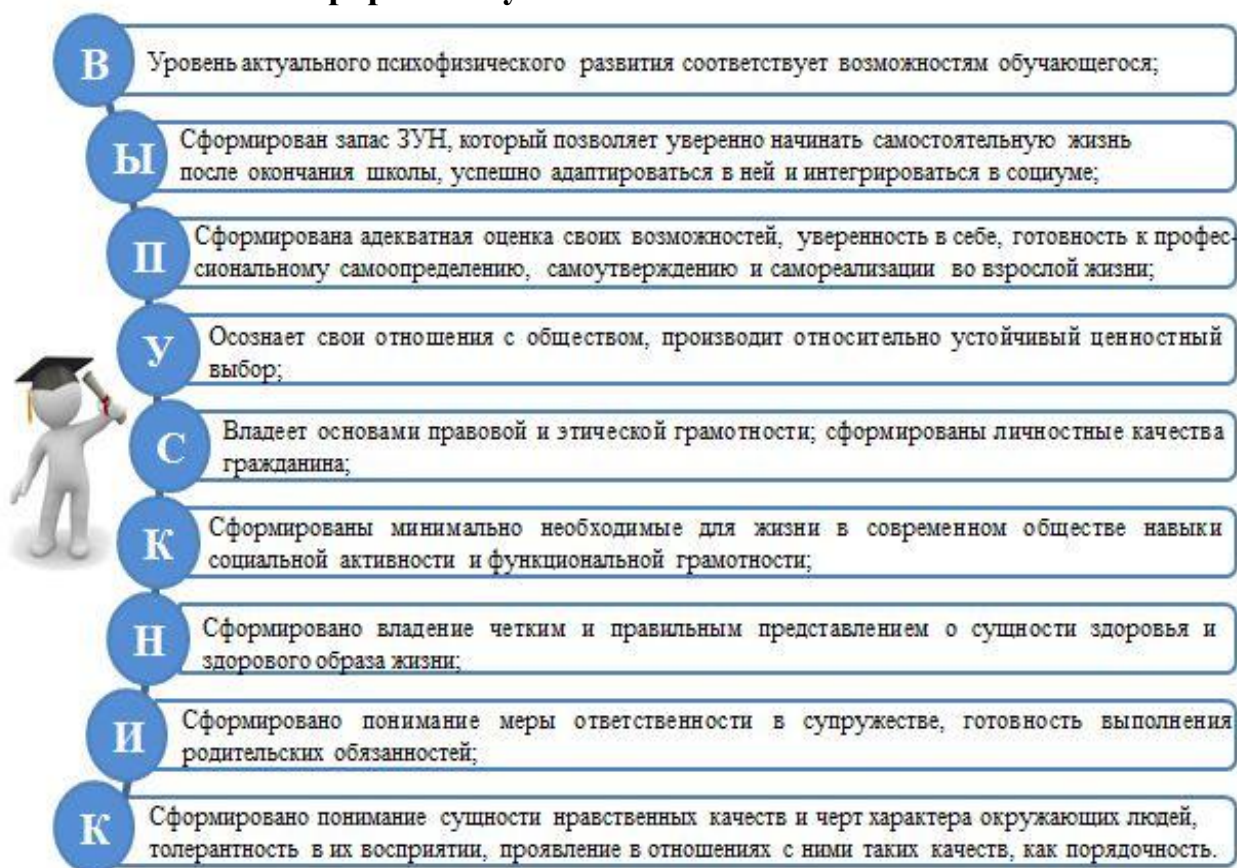 В
Уровень актуального психофизического развития соответствует возможностям обучающегося;
Ы
Сформирован запас ЗУН, который позволяет уверенно начинать самостоятельную жизнь
после окончания школы, успешно адаптироваться в ней и интегрироваться в социуме;
П
Сформирована адекватная оценка своих возможностей, уверенность в себе, готовность к профес-
сиональному самоопределению, самоутверждению и самореализации во взрослой жизни;
У
Осознает свои отношения с обществом, производит относительно устойчивый ценностный
выбор;
С
Владеет основами правовой и этической грамотности; сформированы личностные качества
гражданина;
К
Сформированы минимально необходимые для жизни в современном обществе навыки
социальной активности и функциональной грамотности;
Н
Сформировано владение четким и правильным представлением о сущности здоровья и
здорового образа жизни;
И
Сформировано понимание меры ответственности в супружестве, готовность выполнения
родительских обязанностей;
К
Сформировано понимание сущности нравственных качеств и черт характера окружающих людей,
толерантность в их восприятии, проявление в отношениях с ними таких качеств, как порядочность.